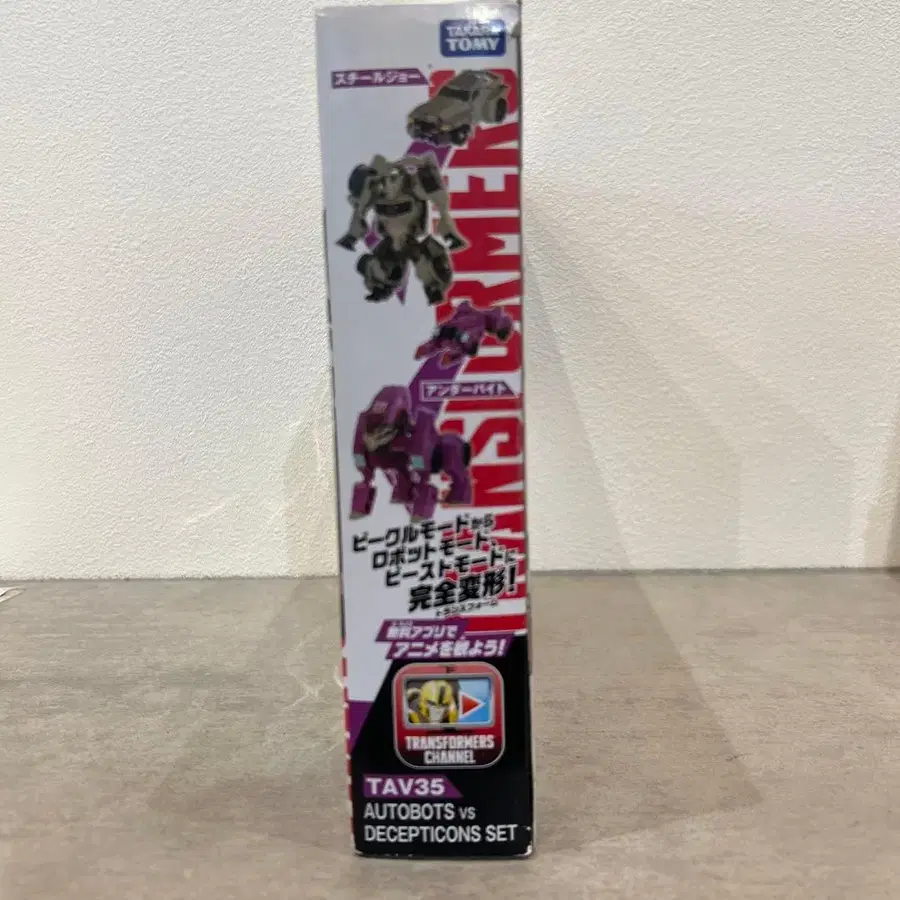 TAKARA
TOMY
スチールジョー
TRANSFORMERS
アンダーバイト
ビークルモードから
ロボットモード、
ビーストモードに
完全変形!
トランスフォーム
無料アプリで
アニメを観よう!
TRANSFORMERS
CHANNEL
TAV35
AUTOBOTS VS
DECEPTICONS SET